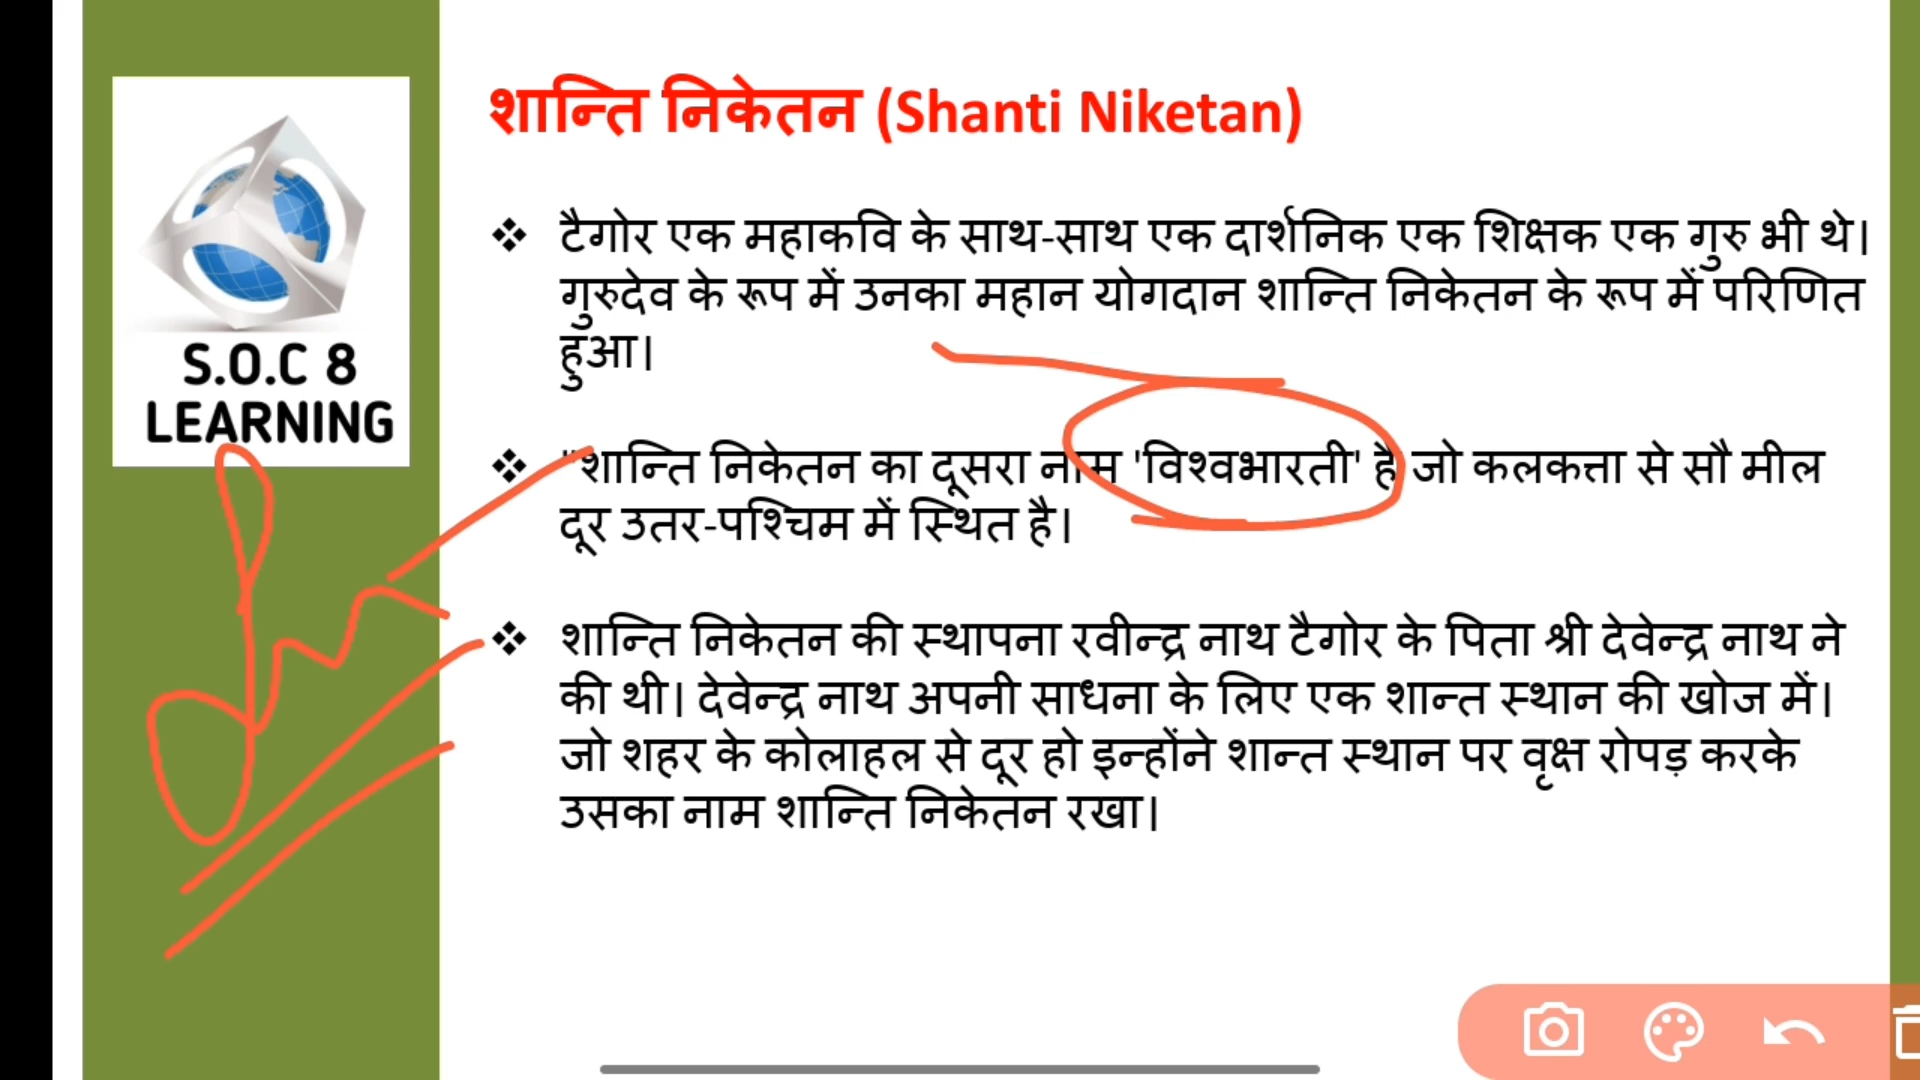 शान्ति निकेतन (Shanti Niketan)
❖ टैगोर एक महाकवि के साथ-साथ एक दार्शनिक एक शिक्षक एक गुरु भी थे।
गुरुदेव के रूप में उनका महान योगदान शान्ति निकेतन के रूप में परिणित
हुआ।
❖ "शान्ति निकेतन का दूसरा नाम 'विश्वभारती' है जो कलकत्ता से सौ मील
दूर उतर-पश्चिम में स्थित है।
❖ शान्ति निकेतन की स्थापना रवीन्द्र नाथ टैगोर के पिता श्री देवेन्द्र नाथ ने
की थी। देवेन्द्र नाथ अपनी साधना के लिए एक शान्त स्थान की खोज में।
जो शहर के कोलाहल से दूर हो इन्होंने शान्त स्थान पर वृक्ष रोपड़ करके
उसका नाम शान्ति निकेतन रखा।
S.O.C 8
LEARNING